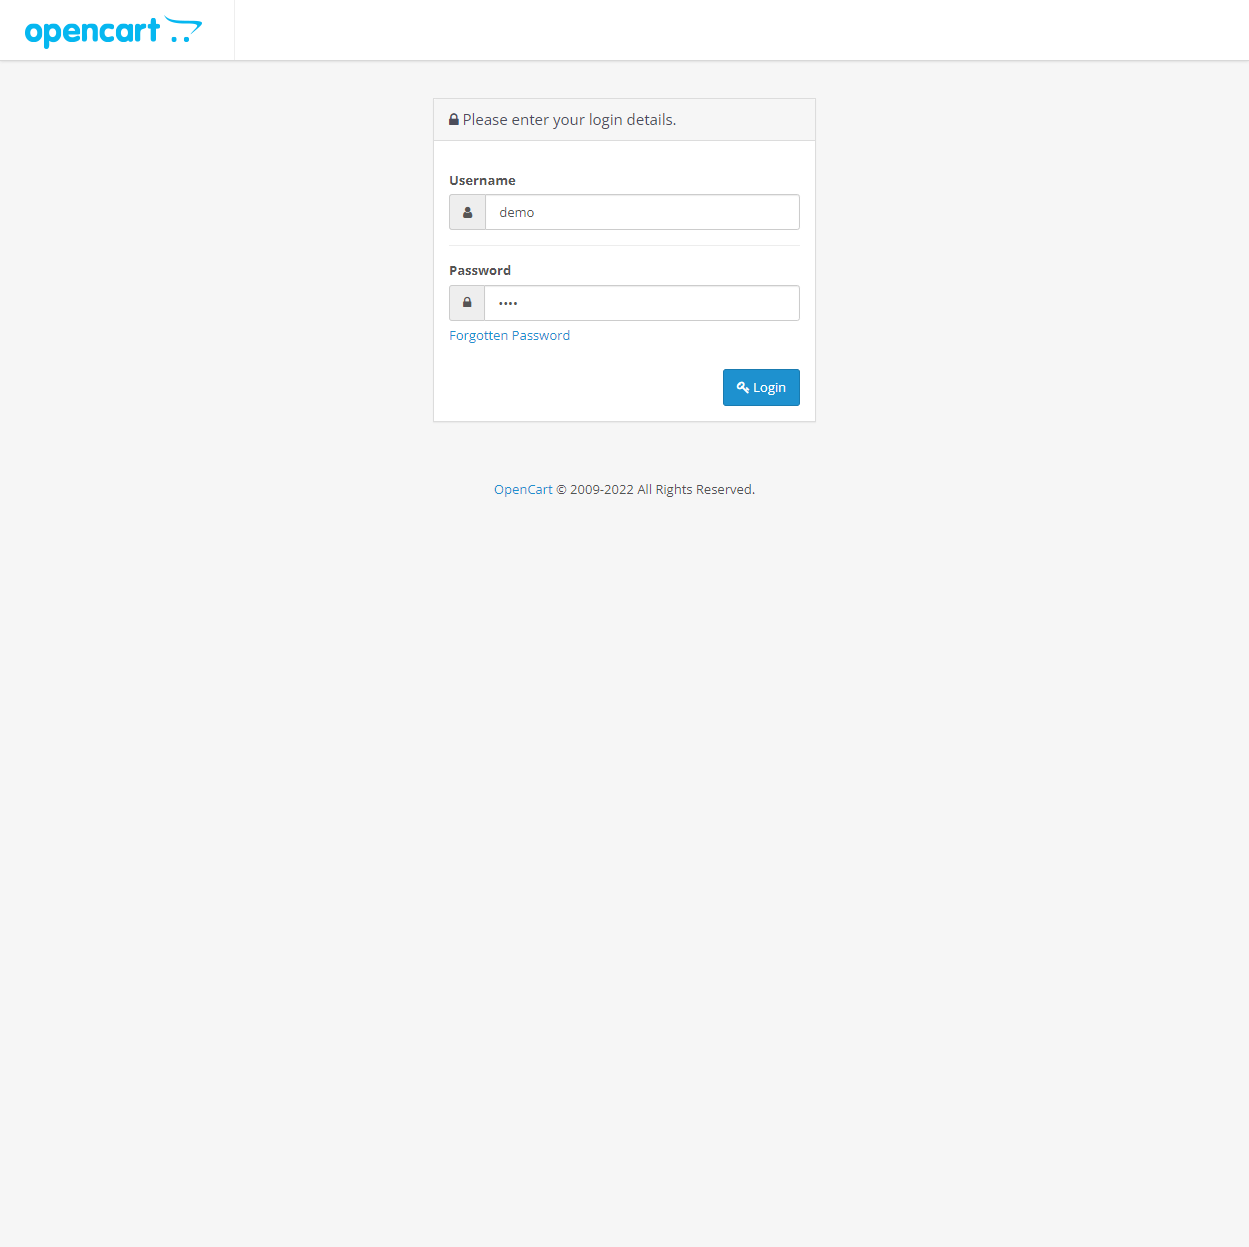 opencart
Please enter your login details.
Username
demo
Password
••••
Forgotten Password
Login
OpenCart © 2009-2022 All Rights Reserved.